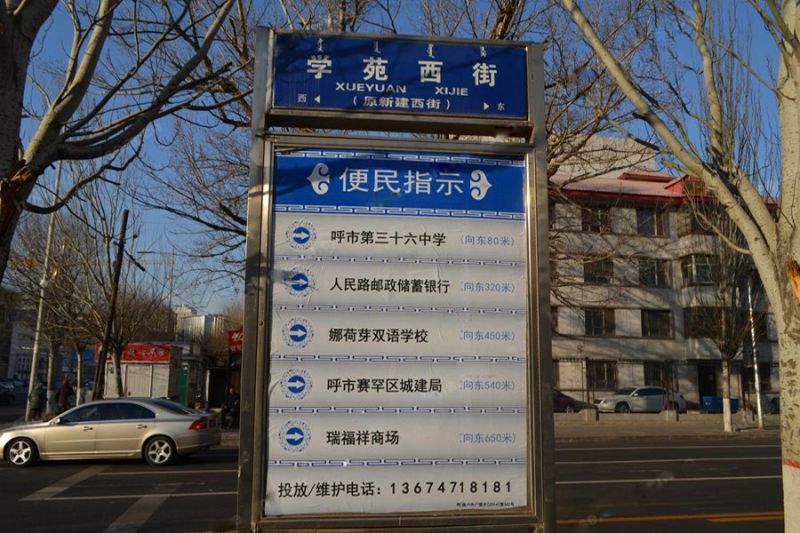 学苑西街
XUEYUAN XIJIE
西 (原新建西街) 东
便民指示
呼市第三十六中学 (向东80米)
人民路邮政储蓄银行 (向东320米)
娜荷芽双语学校 (向东450米)
呼市赛罕区城建局 (向东540米)
瑞福祥商场 (向东650米)
投放/维护电话：13674718181